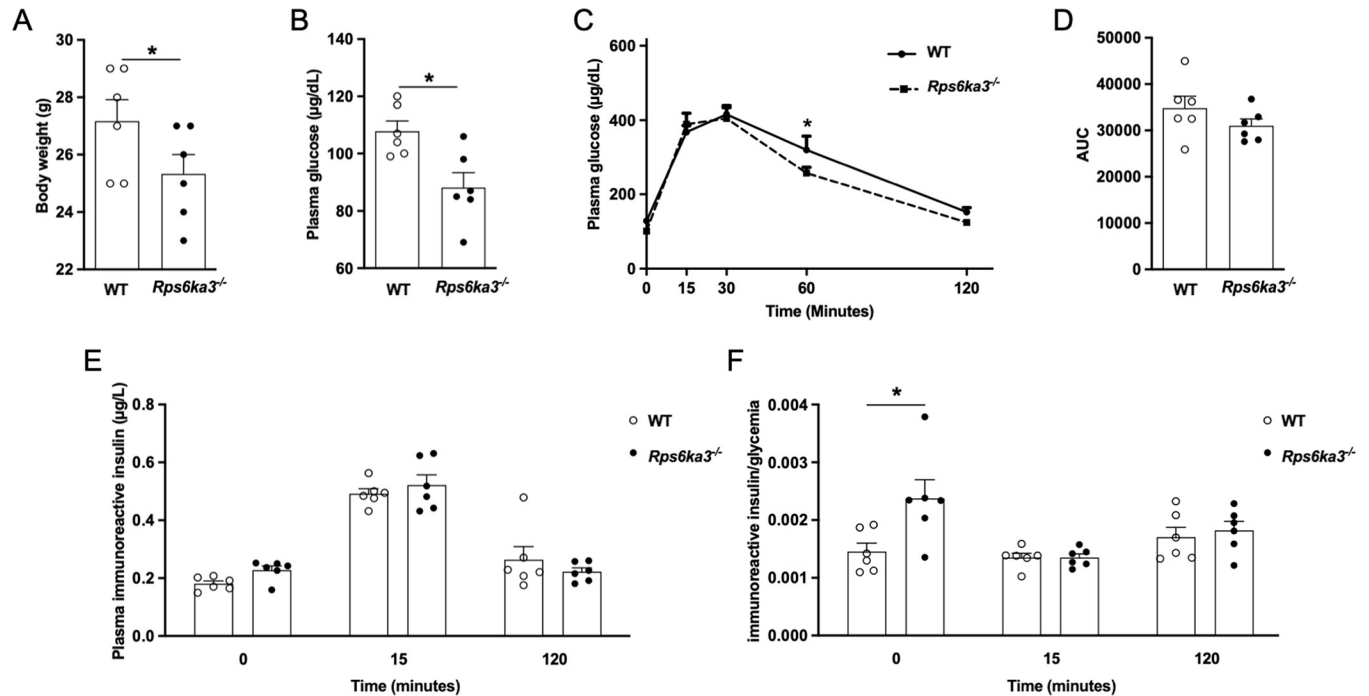 A
Body weight (g)
30
28
26
24
22
*
WT
Rps6ka3-/-
B
Plasma glucose (µg/dL)
140
120
100
80
60
*
WT
Rps6ka3-/-
C
Plasma glucose (µg/dL)
600
400
200
0
*
WT
Rps6ka3-/-
0
15
30
60
120
Time (Minutes)
D
AUC
50000
40000
30000
20000
10000
0
WT
Rps6ka3-/-
E
Plasma immunoreactive insulin (µg/L)
0.8
0.6
0.4
0.2
0.0
WT
Rps6ka3-/-
0
15
120
Time (minutes)
F
immunoreactive insulin/glycemia
0.004
0.003
0.002
0.001
0.000
*
WT
Rps6ka3-/-
0
15
120
Time (minutes)